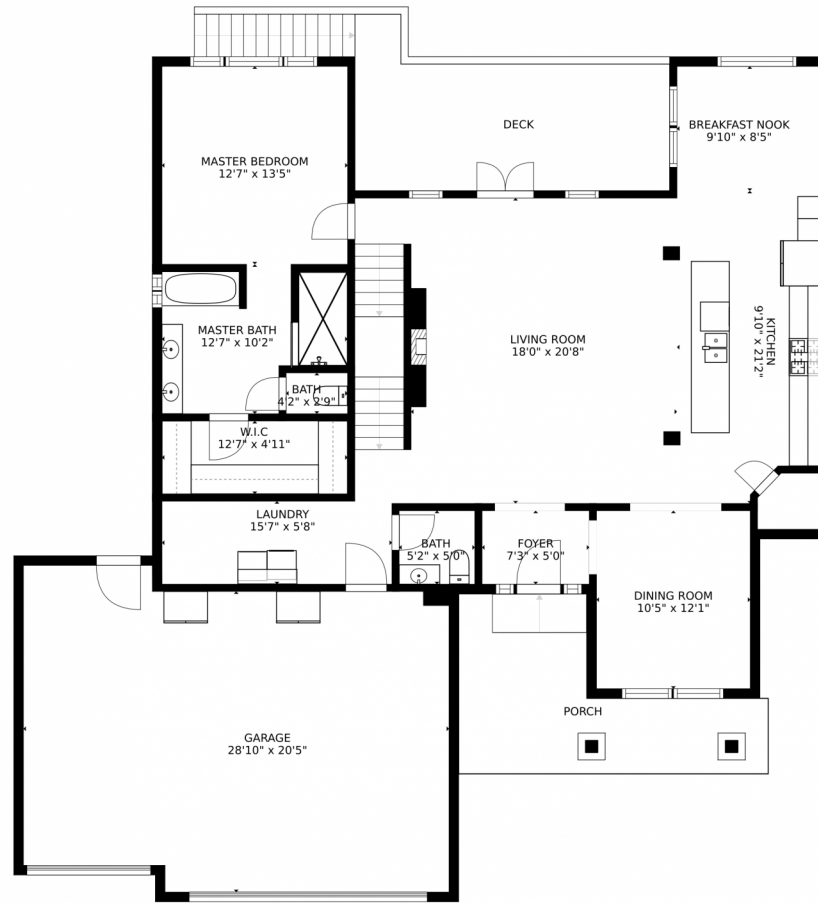 DECK
BREAKFAST NOOK
9'10" x 8'5"
MASTER BEDROOM
12'7" x 13'5"
MASTER BATH
12'7" x 10'2"
LIVING ROOM
18'0" x 20'8"
KITCHEN
9'10" x 21'2"
BATH
4'2" x 2'9"
W.I.C
12'7" x 4'11"
LAUNDRY
15'7" x 5'8"
BATH
5'2" x 5'0"
FOYER
7'3" x 5'0"
DINING ROOM
10'5" x 12'1"
PORCH
GARAGE
28'10" x 20'5"